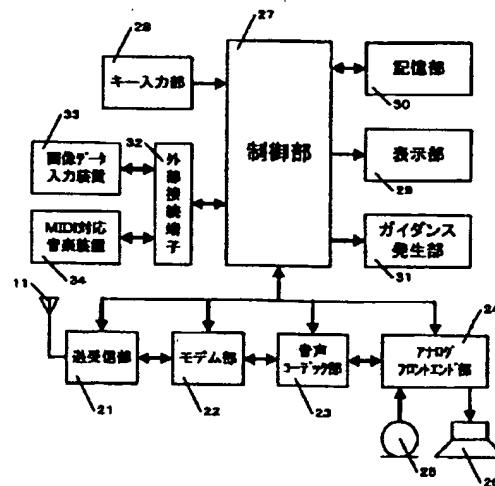 28
キー入力部
27
制御部
記憶部
30
表示部
29
ガイダンス
発生部
31
33
画像データ
入力装置
32
外部接続端子
MIDI対応
音楽装置
34
11
送受信部
21
モデム部
22
音声
コーデック部
23
24
アナログ
フロントエンド部
25
26